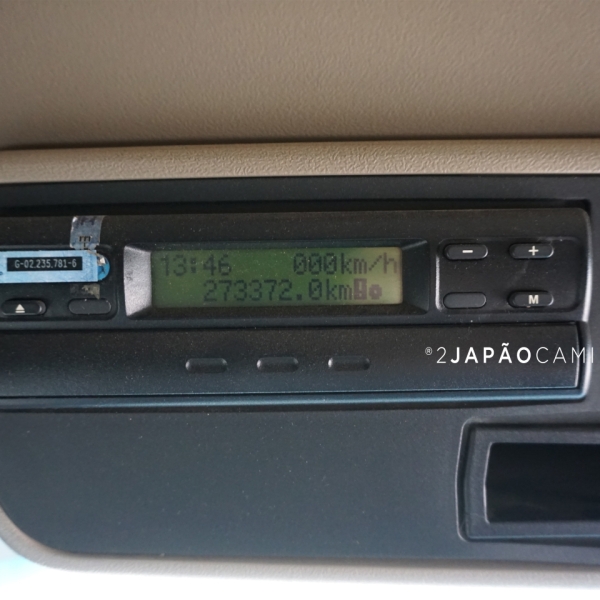 G-02.235.781-6
13:46 000km/h
273372.0km
− +
M
®2JAPÃOCAMI